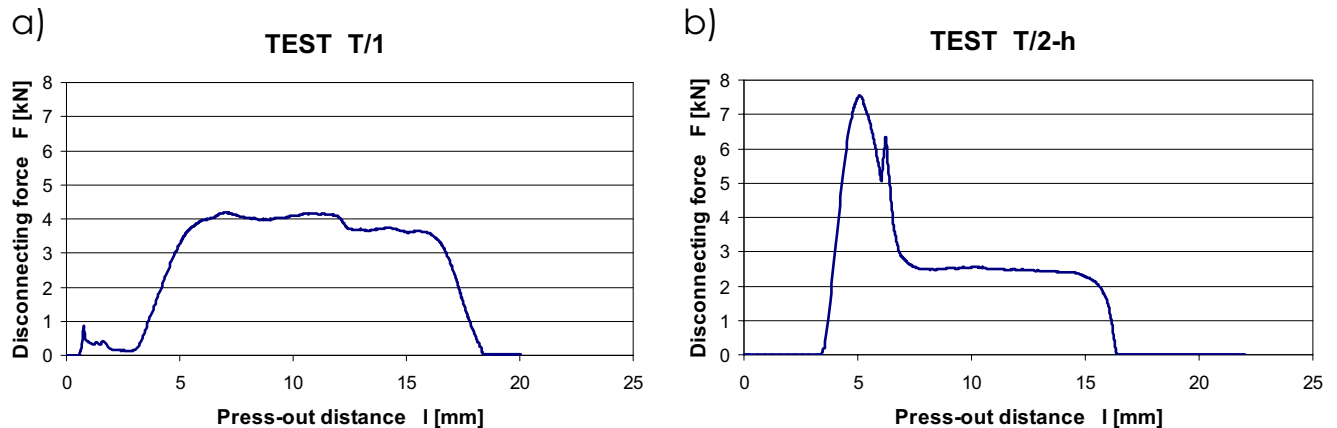 a)
TEST T/1
Disconnecting force F [kN]
8
7
6
5
4
3
2
1
0
0 5 10 15 20 25
Press-out distance l [mm]
b)
TEST T/2-h
Disconnecting force F [kN]
8
7
6
5
4
3
2
1
0
0 5 10 15 20 25
Press-out distance l [mm]